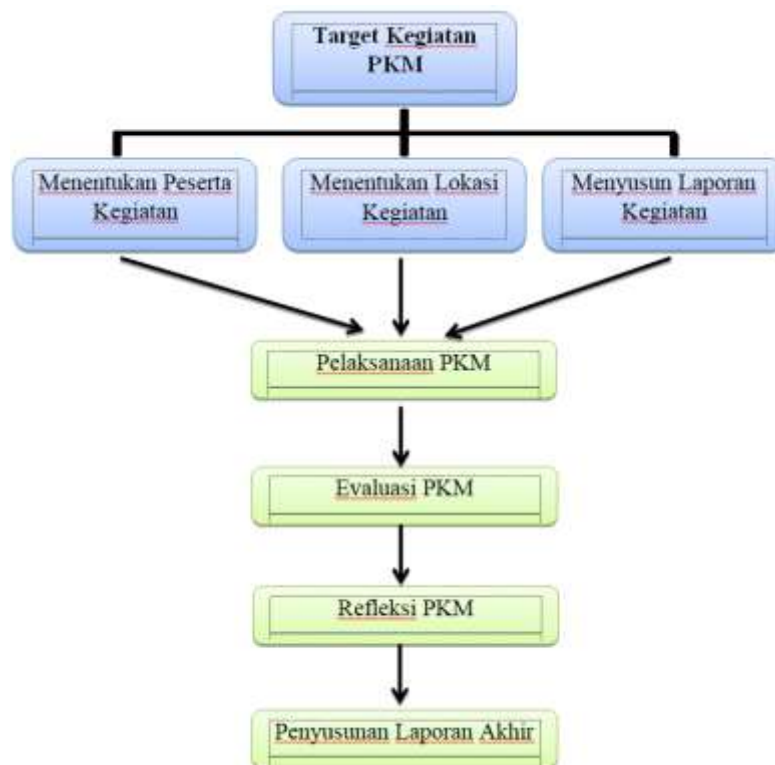 Target Kegiatan
PKM
Menentukan Peserta
Kegiatan
Menentukan Lokasi
Kegiatan
Menyusun Laporan
Kegiatan
Pelaksanaan PKM
Evaluasi PKM
Refleksi PKM
Penyusunan Laporan Akhir